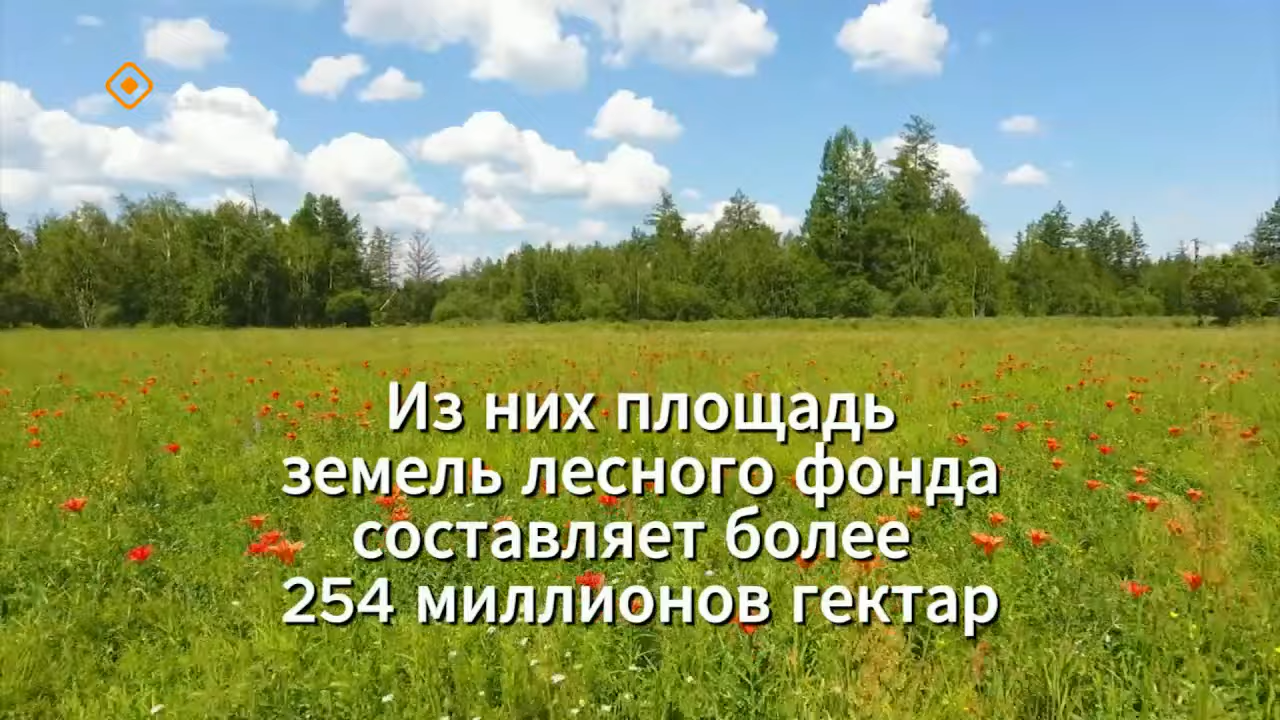 Из них площадь
земель лесного фонда
составляет более
254 миллионов гектар